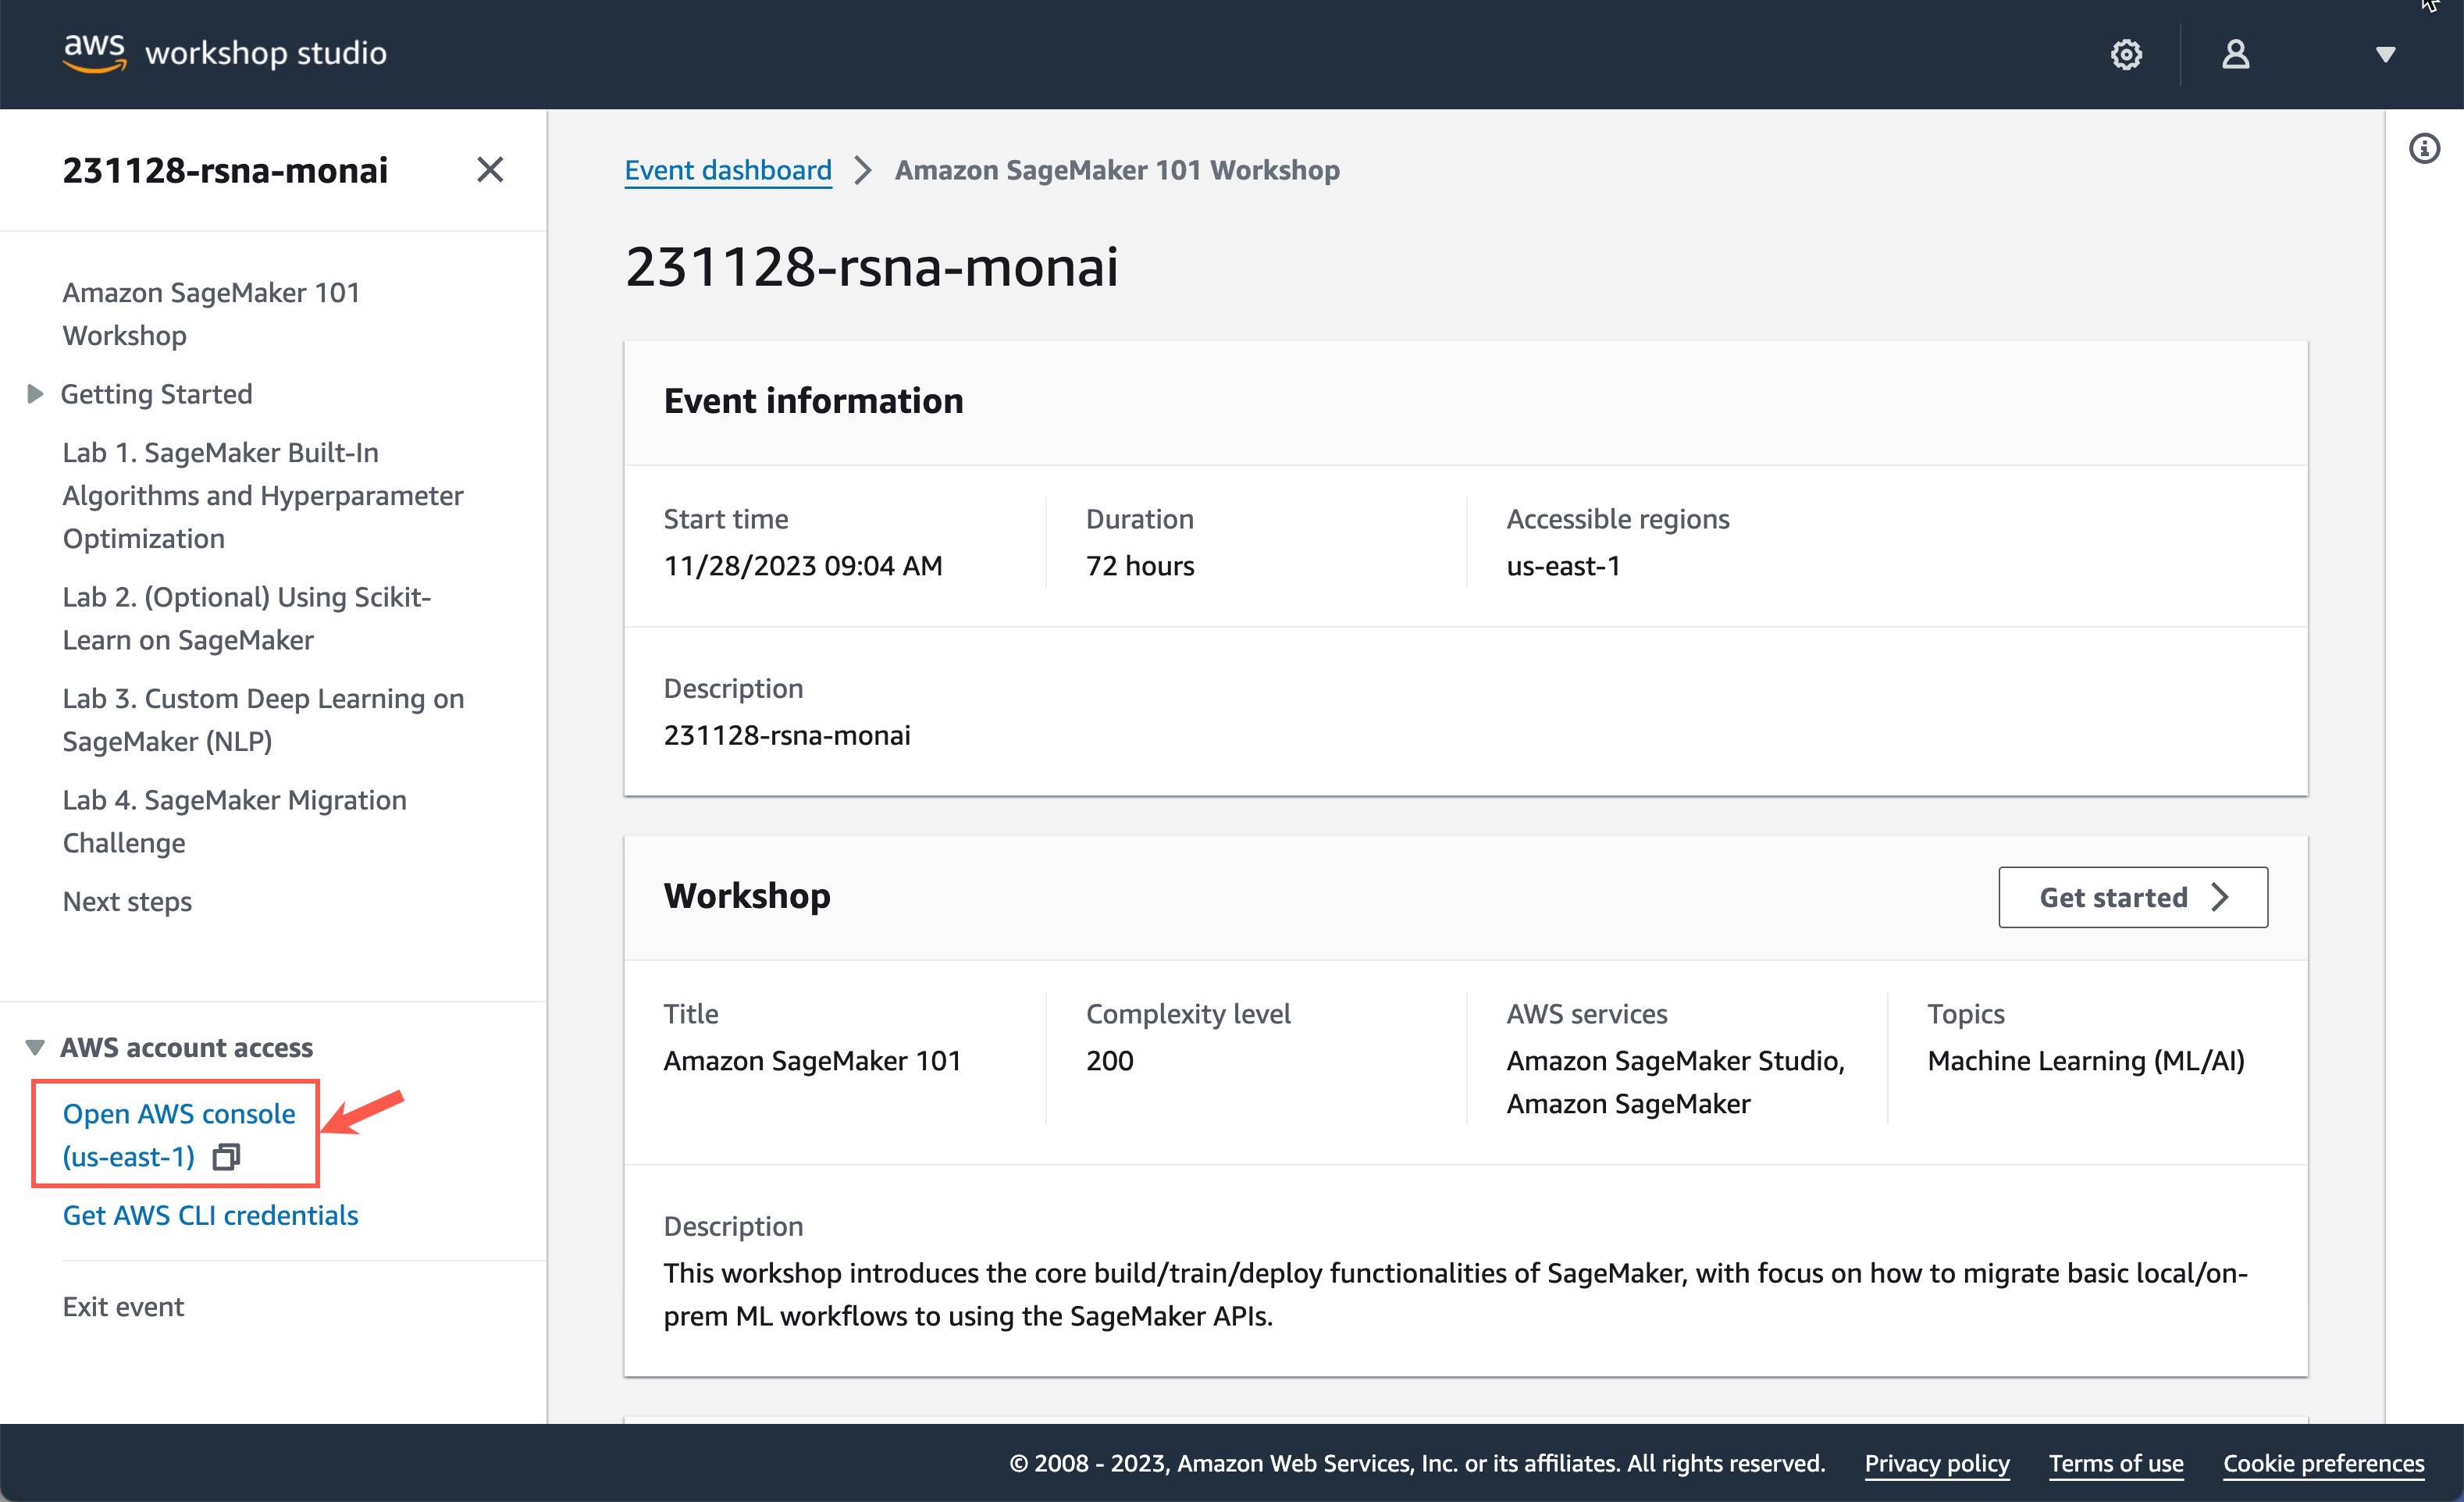 aws workshop studio
231128-rsna-monai
Amazon SageMaker 101
Workshop
Getting Started
Lab 1. SageMaker Built-In
Algorithms and Hyperparameter
Optimization
Lab 2. (Optional) Using Scikit-
Learn on SageMaker
Lab 3. Custom Deep Learning on
SageMaker (NLP)
Lab 4. SageMaker Migration
Challenge
Next steps
AWS account access
Open AWS console
(us-east-1)
Get AWS CLI credentials
Exit event
Event dashboard
Amazon SageMaker 101 Workshop
231128-rsna-monai
Event information
Start time
11/28/2023 09:04 AM
Duration
72 hours
Accessible regions
us-east-1
Description
231128-rsna-monai
Workshop
Get started
Title
Amazon SageMaker 101
Complexity level
200
AWS services
Amazon SageMaker Studio,
Amazon SageMaker
Topics
Machine Learning (ML/AI)
Description
This workshop introduces the core build/train/deploy functionalities of SageMaker, with focus on how to migrate basic local/on-
prem ML workflows to using the SageMaker APIs.
© 2008 - 2023, Amazon Web Services, Inc. or its affiliates. All rights reserved.
Privacy policy
Terms of use
Cookie preferences